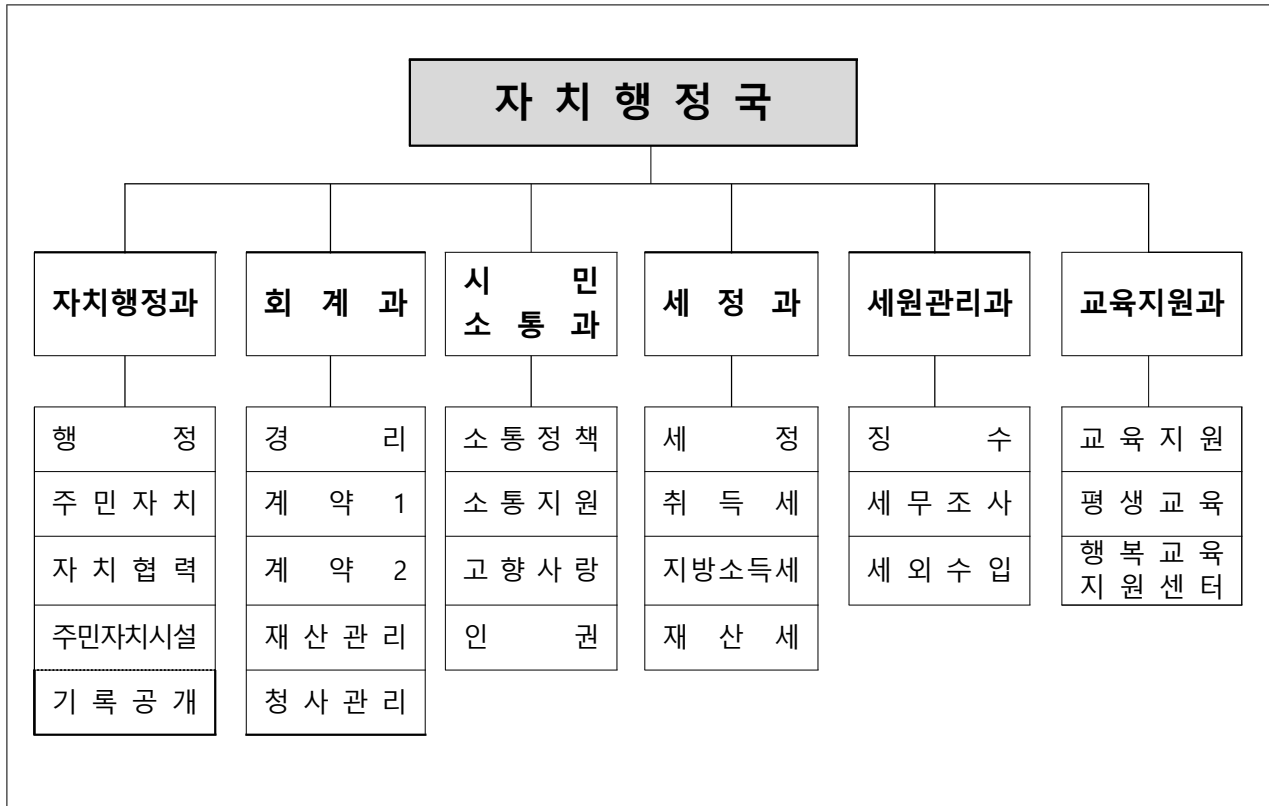 자치행정국
자치행정과
회계과
시민
소통과
세정과
세원관리과
교육지원과
행정
주민자치
자치협력
주민자치시설
기록공개
경리
계약1
계약2
재산관리
청사관리
소통정책
소통지원
고향사랑
인권
세정
취득세
지방소득세
재산세
징수
세무조사
세외수입
교육지원
평생교육
행복교육
지원센터